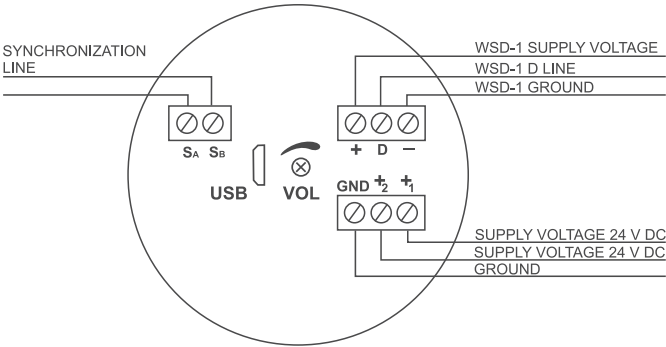 SYNCHRONIZATION
LINE
WSD-1 SUPPLY VOLTAGE
WSD-1 D LINE
WSD-1 GROUND
SA SB
+ D −
USB
VOL
GND +2 +1
SUPPLY VOLTAGE 24 V DC
SUPPLY VOLTAGE 24 V DC
GROUND